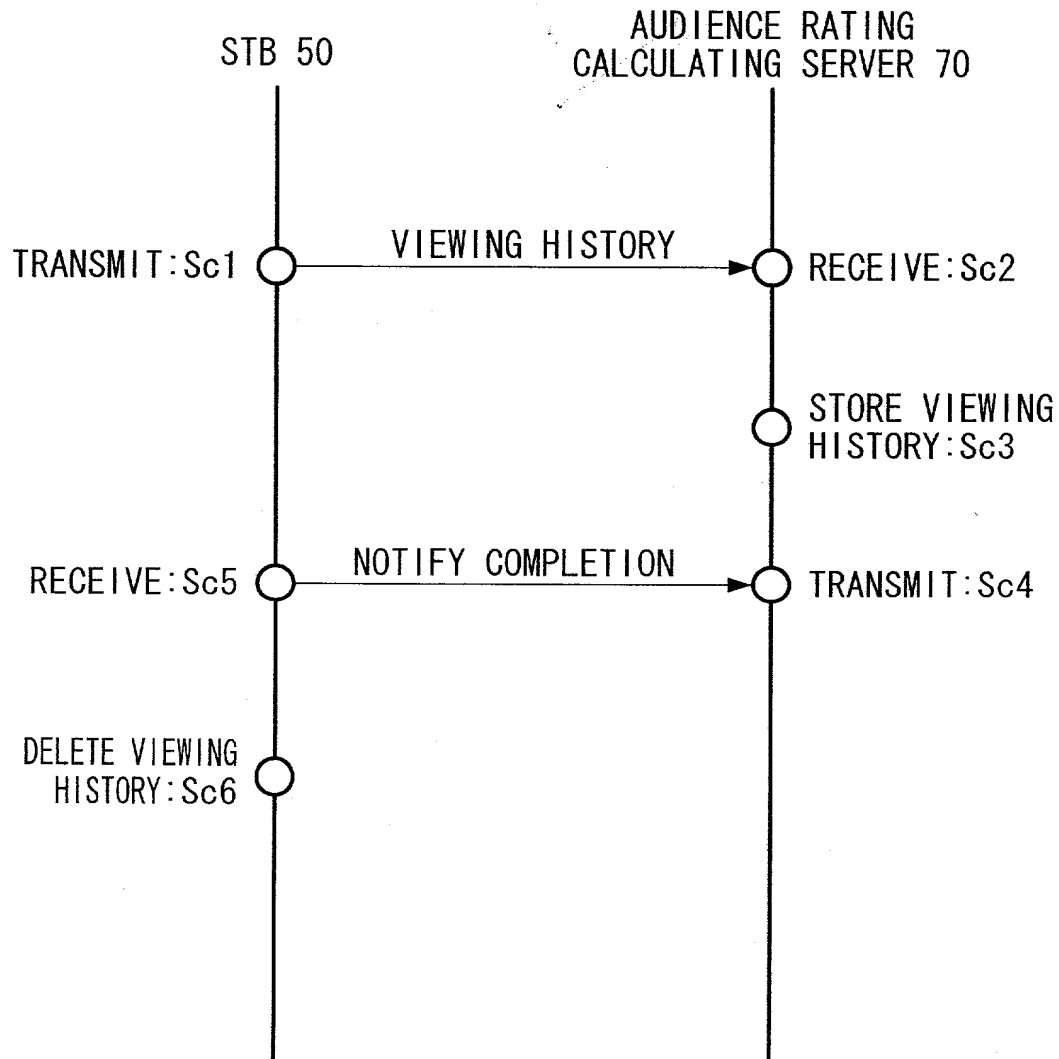 STB 50
AUDIENCE RATING
CALCULATING SERVER 70
TRANSMIT:Sc1
VIEWING HISTORY
RECEIVE:Sc2
STORE VIEWING
HISTORY:Sc3
RECEIVE:Sc5
NOTIFY COMPLETION
TRANSMIT:Sc4
DELETE VIEWING
HISTORY:Sc6